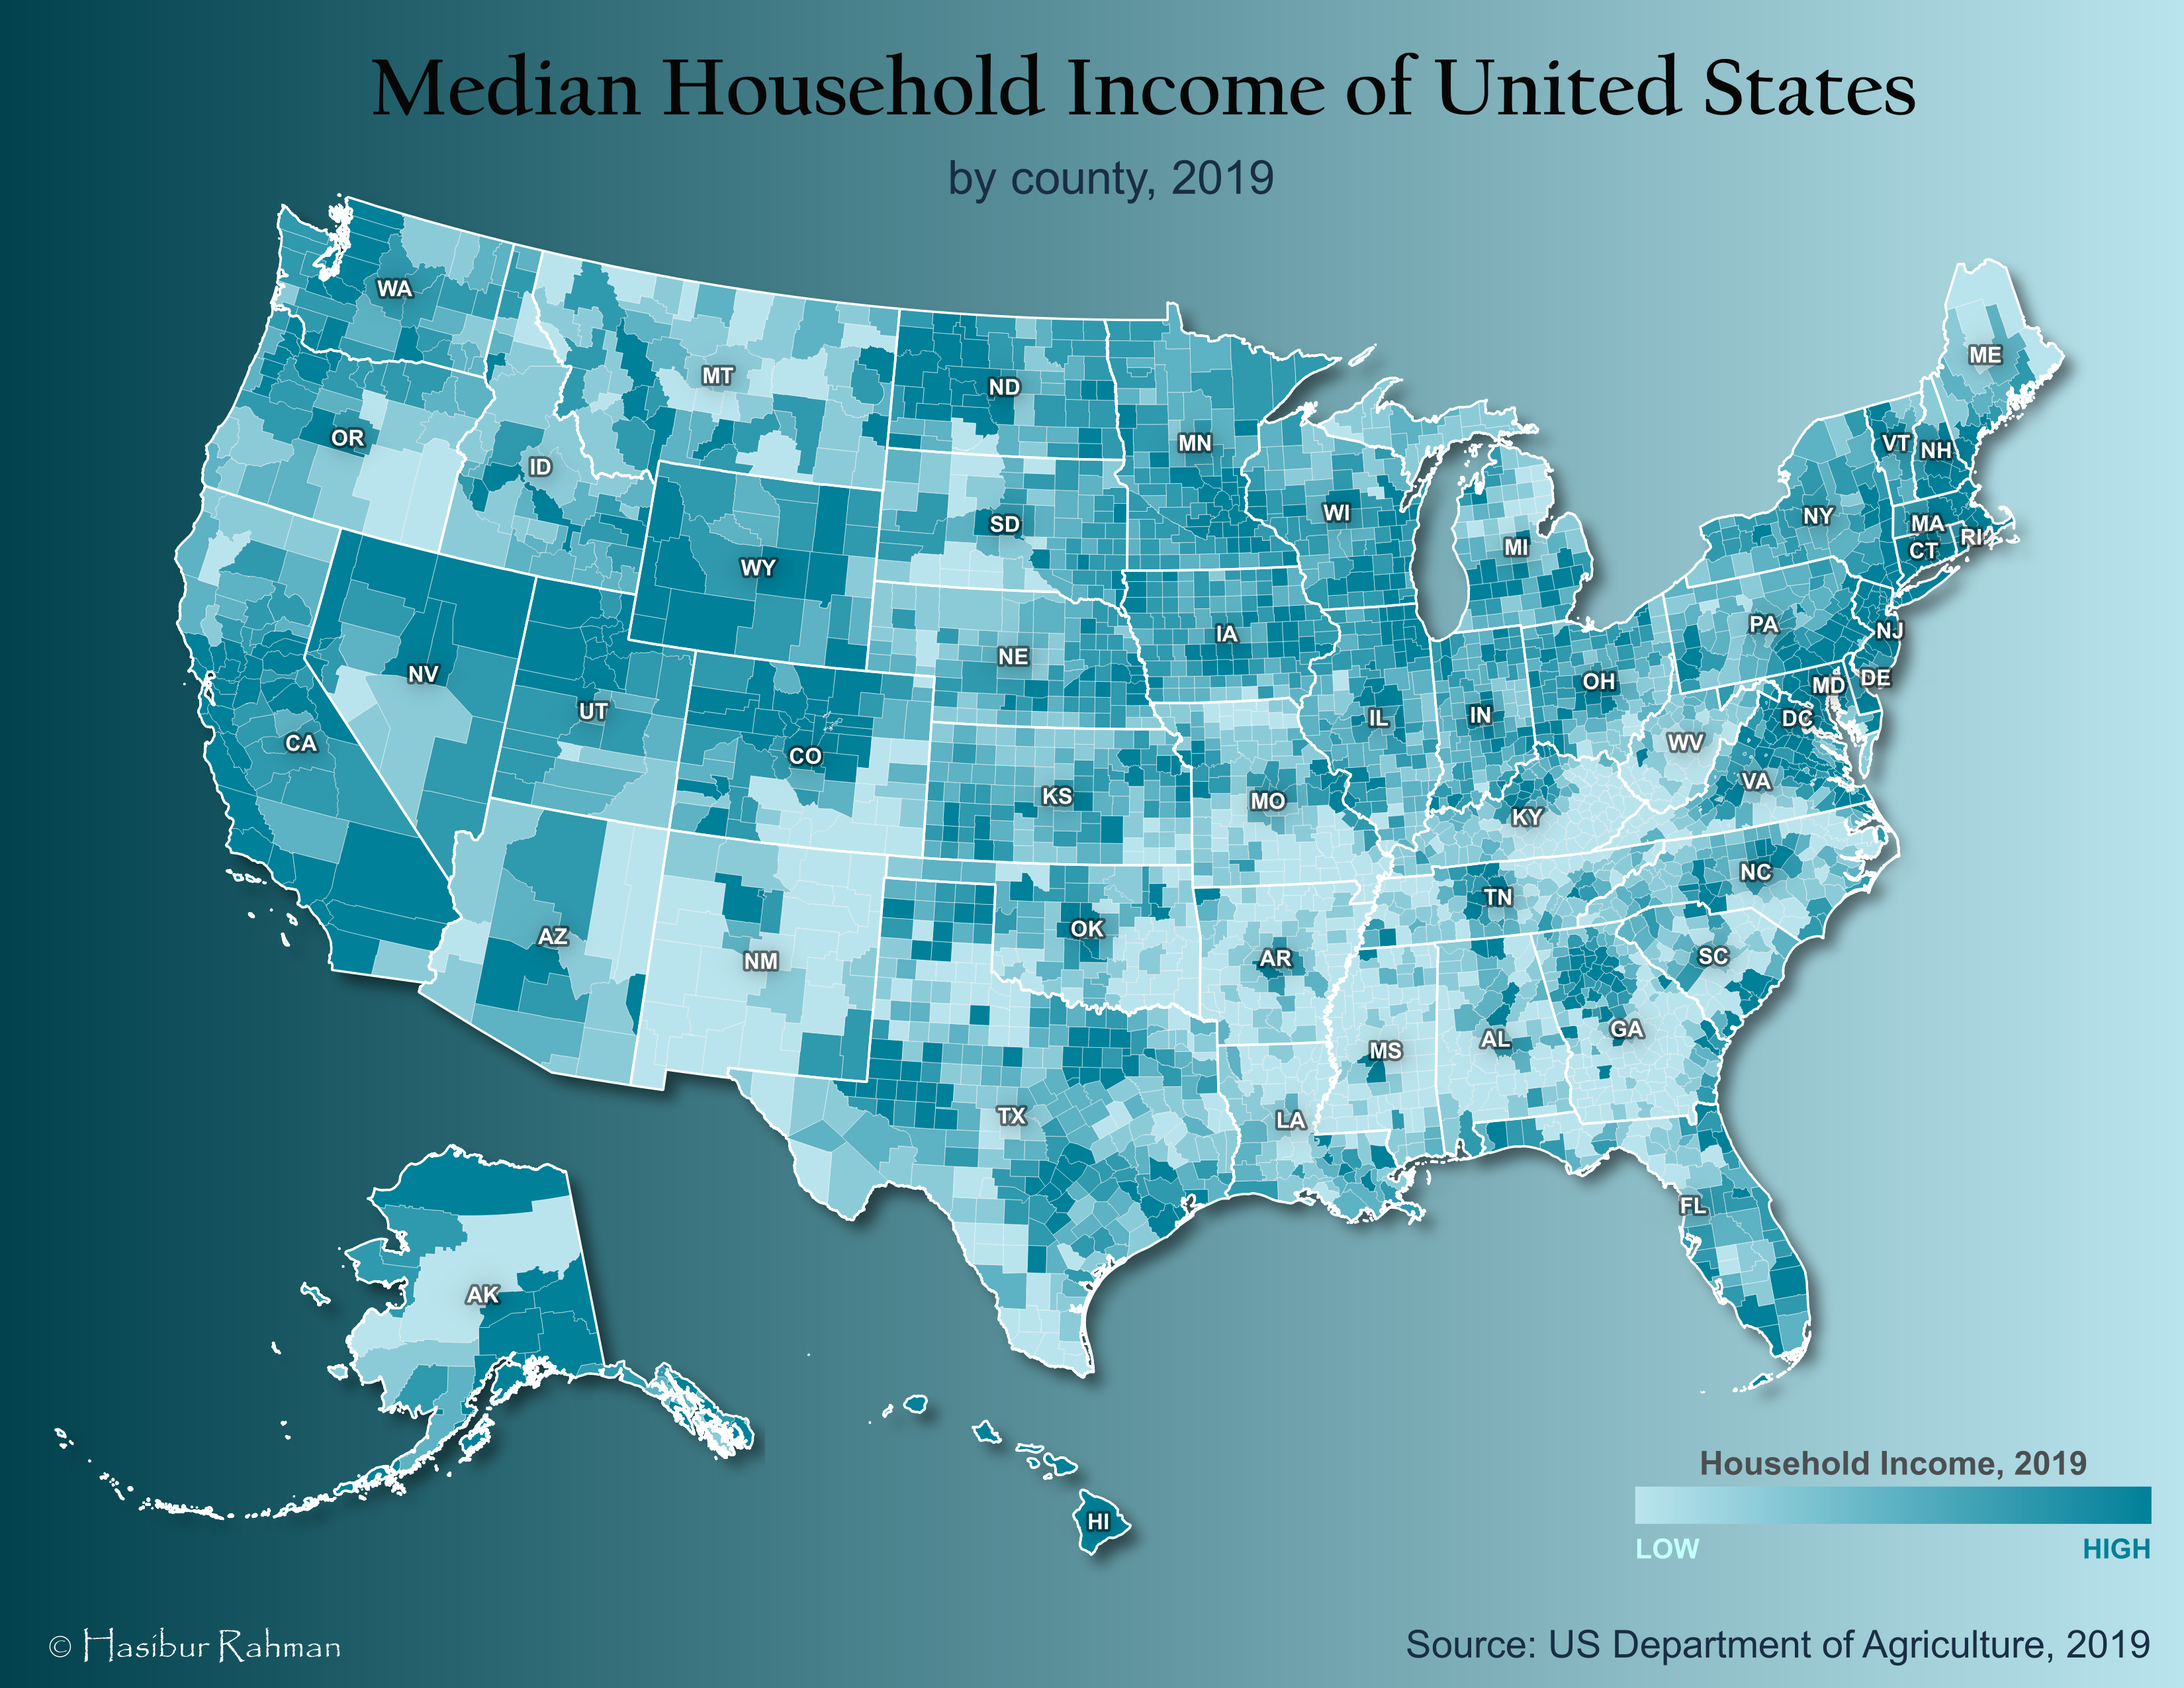 Median Household Income of United States
by county, 2019
WA
MT
ND
MN
ME
OR
ID
SD
WI
MI
VT
NH
NY
MA
RI
CT
WY
NE
IA
PA
NJ
NV
UT
CO
OH
MD
DE
CA
IL
IN
DC
WV
KS
MO
VA
KY
AZ
NM
OK
TN
NC
AR
SC
MS
AL
GA
TX
LA
FL
AK
HI
Household Income, 2019
LOW
HIGH
© Hasibur Rahman
Source: US Department of Agriculture, 2019